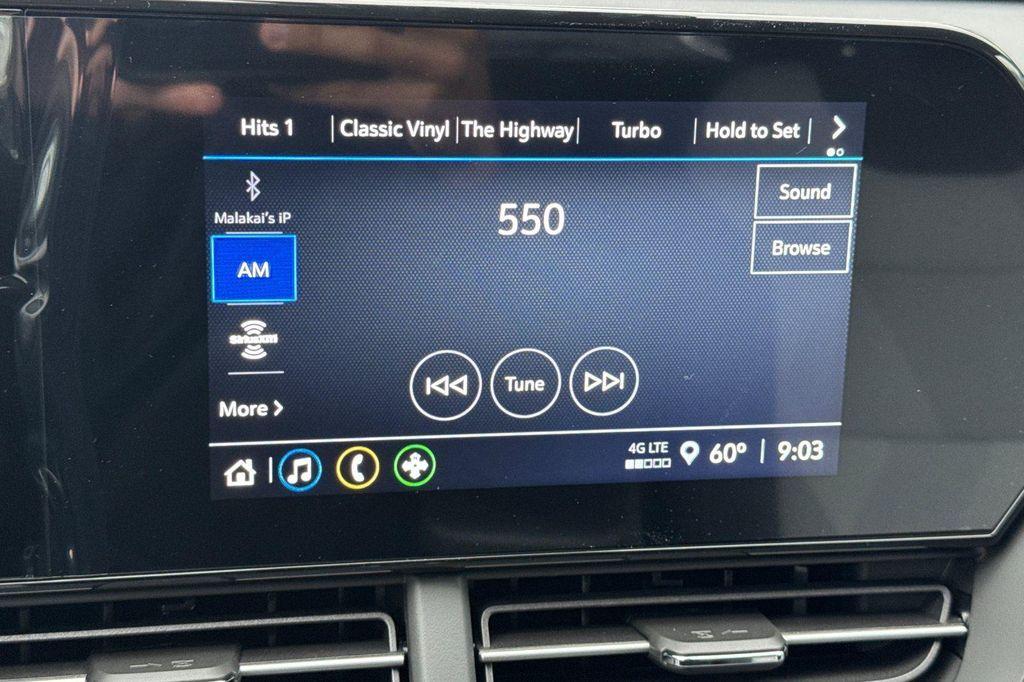 Hits 1 Classic Vinyl The Highway Turbo Hold to Set
Malakai's iP
550
Sound
AM
Browse
SiriusXM
Tune
More
4G LTE
60° 9:03